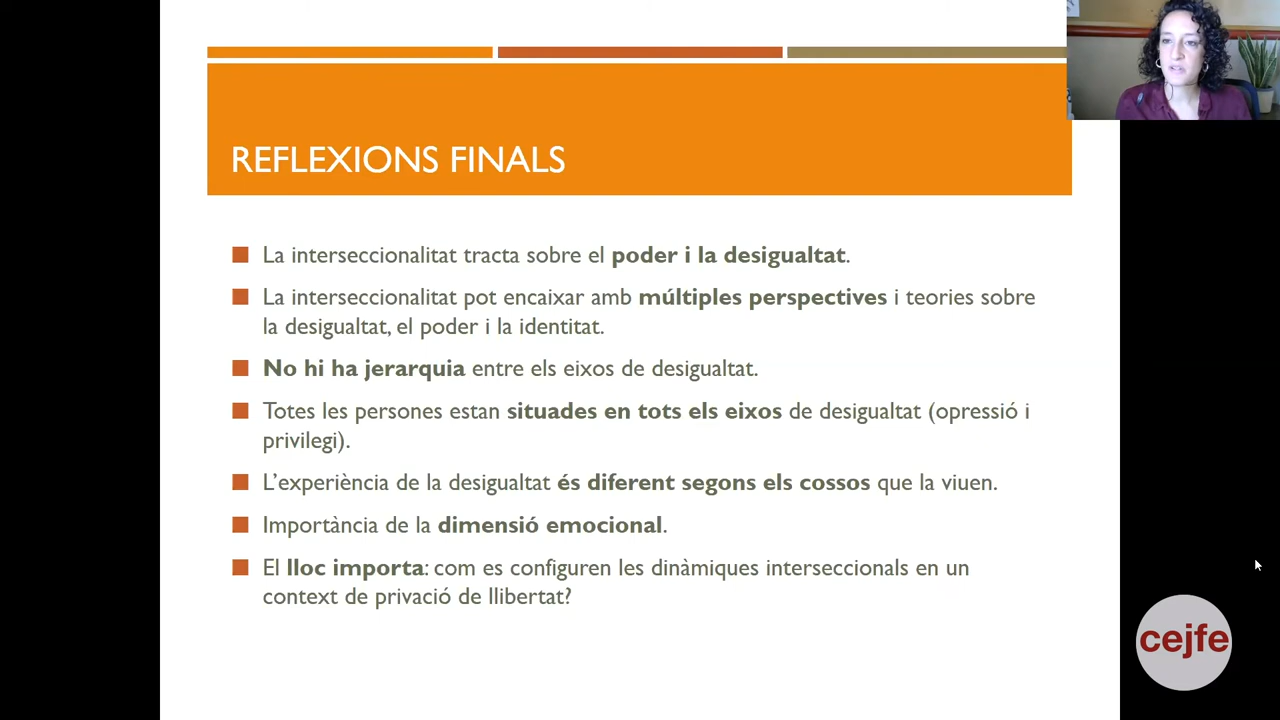 REFLEXIONS FINALS
La interseccionalitat tracta sobre el poder i la desigualtat.
La interseccionalitat pot encaixar amb múltiples perspectives i teories sobre
la desigualtat, el poder i la identitat.
No hi ha jerarquia entre els eixos de desigualtat.
Totes les persones estan situades en tots els eixos de desigualtat (opressió i
privilegi).
L’experiència de la desigualtat és diferent segons els cossos que la viuen.
Importància de la dimensió emocional.
El lloc importa: com es configuren les dinàmiques interseccionals en un
context de privació de llibertat?
cejfe